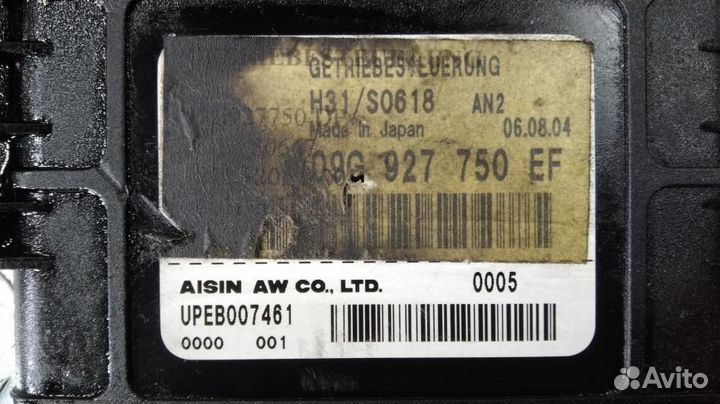 GETRIEBESTEUERUNG
H31/S0618 AN2
Made in Japan 06.08.04
09G 927 750 EF
AISIN AW CO., LTD. 0005
UPEB007461
0000 001
Avito